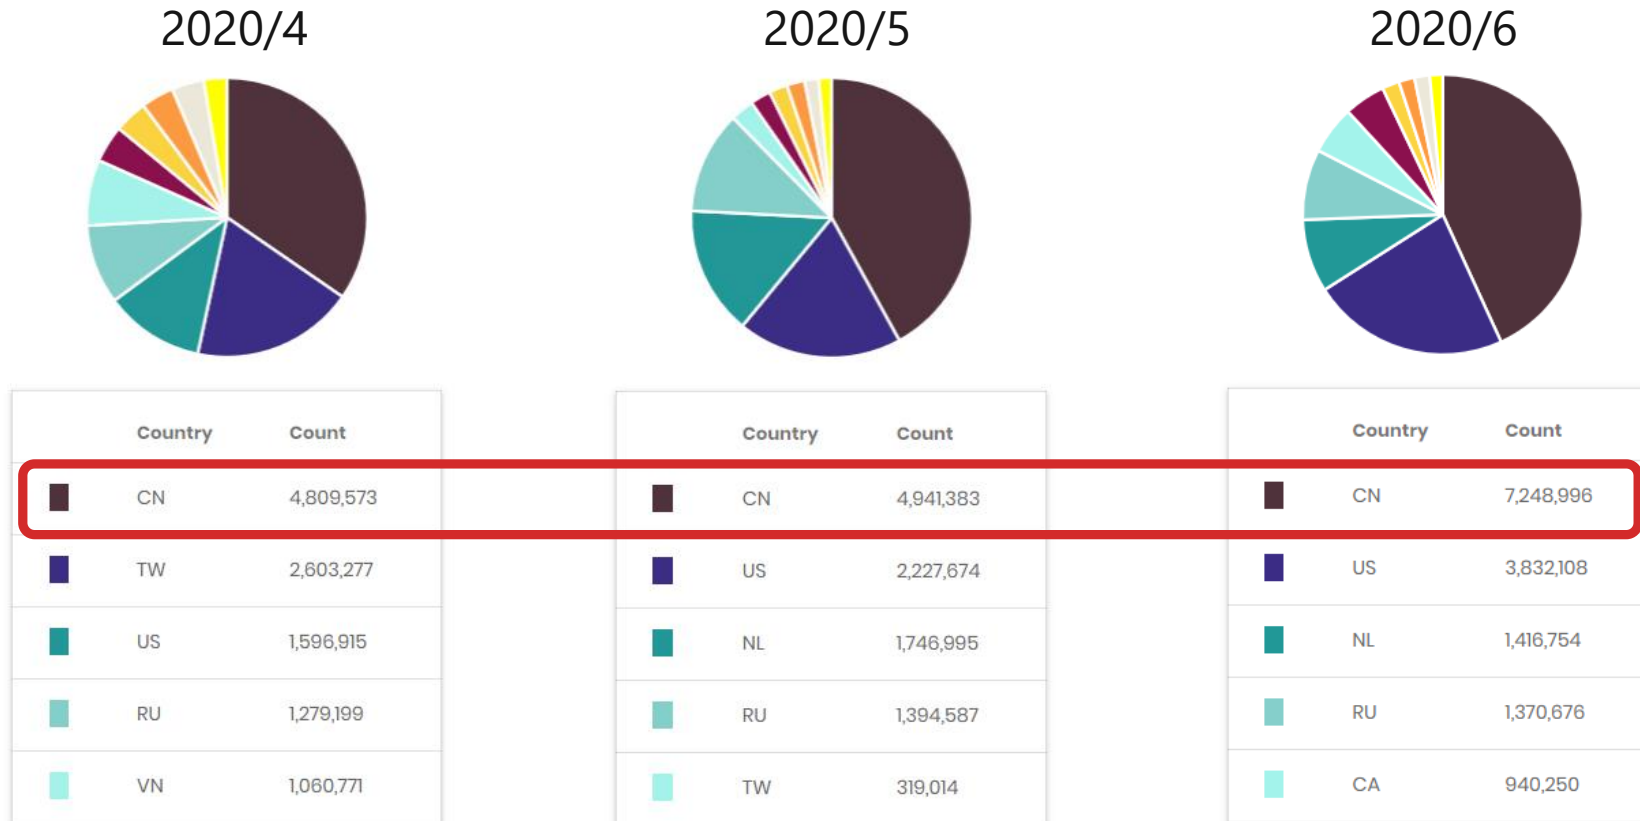 2020/4
2020/5
2020/6
Country Count
CN 4,809,573
TW 2,603,277
US 1,596,915
RU 1,279,199
VN 1,060,771
Country Count
CN 4,941,383
US 2,227,674
NL 1,746,995
RU 1,394,587
TW 319,014
Country Count
CN 7,248,996
US 3,832,108
NL 1,416,754
RU 1,370,676
CA 940,250